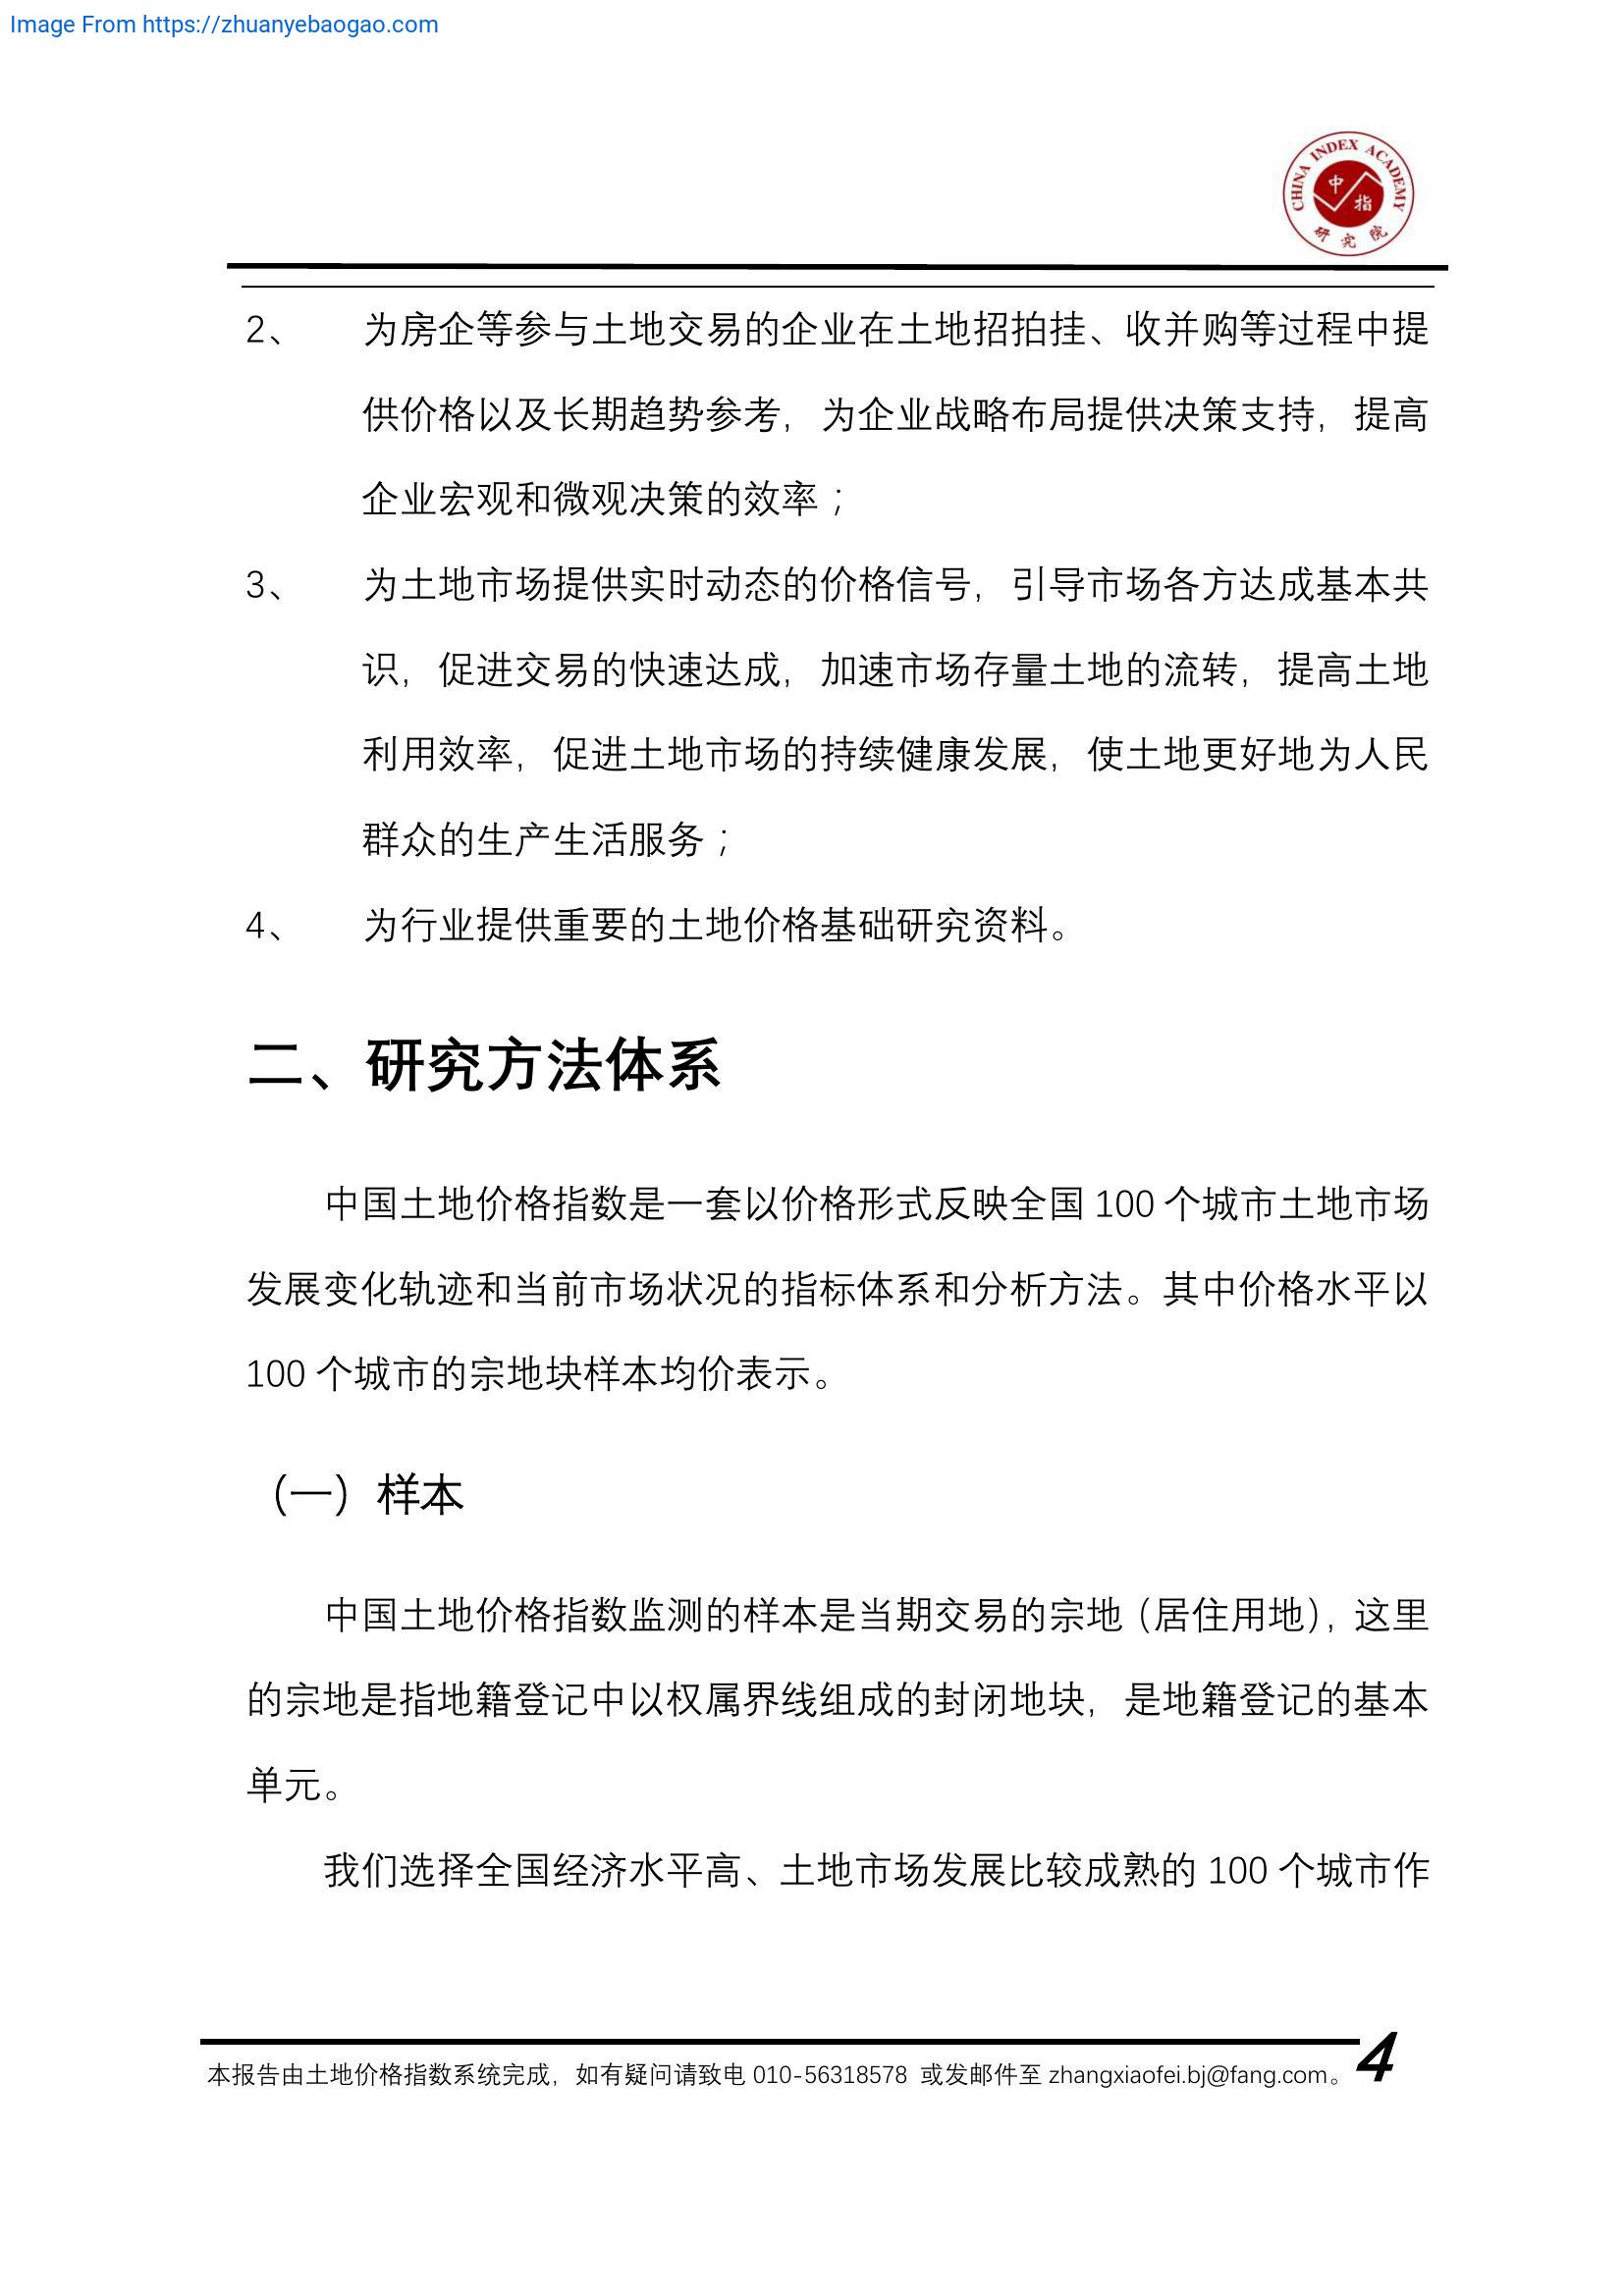 Image From https://zhuanyebaogao.com
CHINA INDEX ACADEMY
中指
研究院
2、 为房企等参与土地交易的企业在土地招拍挂、收并购等过程中提
供价格以及长期趋势参考，为企业战略布局提供决策支持，提高
企业宏观和微观决策的效率；
3、 为土地市场提供实时动态的价格信号，引导市场各方达成基本共
识，促进交易的快速达成，加速市场存量土地的流转，提高土地
利用效率，促进土地市场的持续健康发展，使土地更好地为人民
群众的生产生活服务；
4、 为行业提供重要的土地价格基础研究资料。
二、研究方法体系
中国土地价格指数是一套以价格形式反映全国 100 个城市土地市场
发展变化轨迹和当前市场状况的指标体系和分析方法。其中价格水平以
100 个城市的宗地块样本均价表示。
（一）样本
中国土地价格指数监测的样本是当期交易的宗地（居住用地），这里
的宗地是指地籍登记中以权属界线组成的封闭地块，是地籍登记的基本
单元。
我们选择全国经济水平高、土地市场发展比较成熟的 100 个城市作
本报告由土地价格指数系统完成，如有疑问请致电 010-56318578 或发邮件至 zhangxiaofei.bj@fang.com。
4